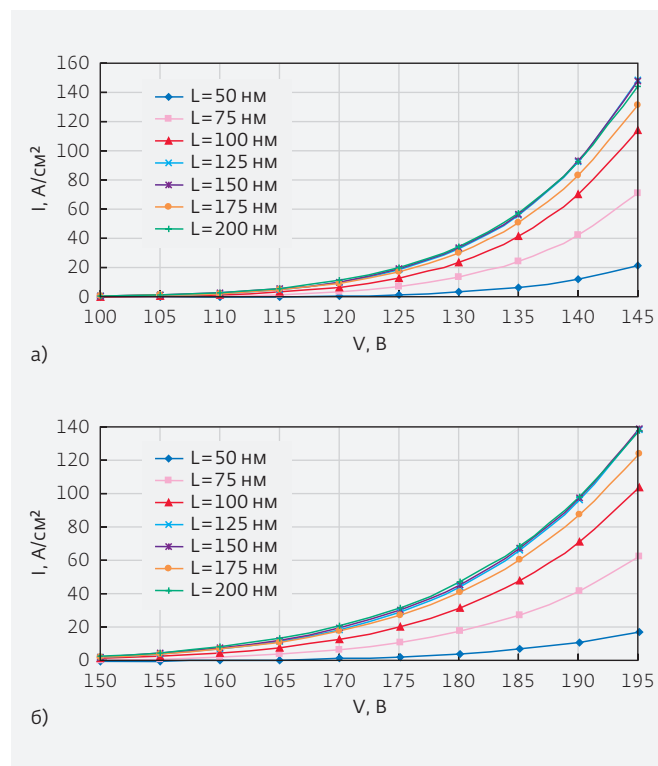 160
140
120
100
80
60
40
20
0
I, А/см²
L=50 нм
L=75 нм
L=100 нм
L=125 нм
L=150 нм
L=175 нм
L=200 нм
100 105 110 115 120 125 130 135 140 145
V, В
а)
140
120
100
80
60
40
20
0
I, А/см²
L=50 нм
L=75 нм
L=100 нм
L=125 нм
L=150 нм
L=175 нм
L=200 нм
150 155 160 165 170 175 180 185 190 195
V, В
б)